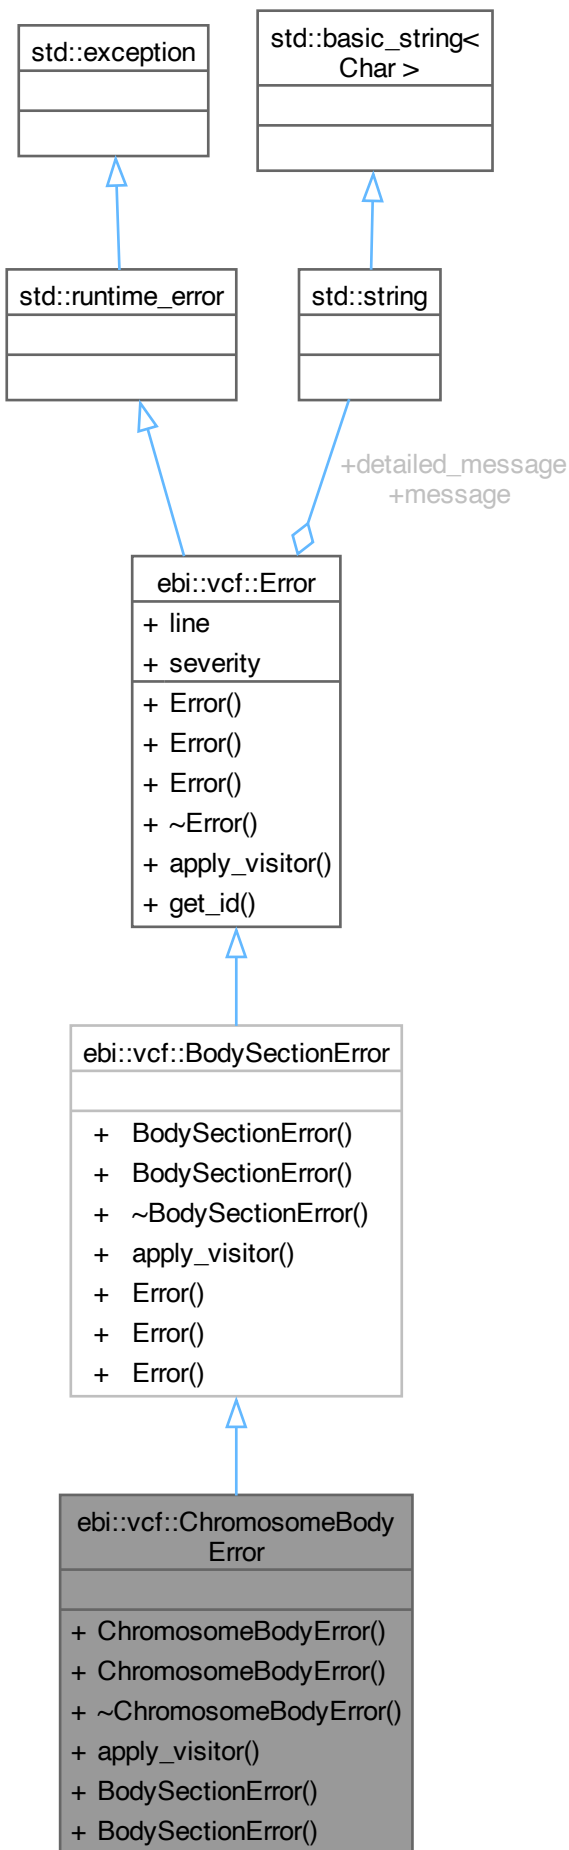 std::exception
std::basic_string<
Char >
std::runtime_error
std::string
+detailed_message
+message
ebi::vcf::Error
+ line
+ severity
+ Error()
+ Error()
+ Error()
+ ~Error()
+ apply_visitor()
+ get_id()
ebi::vcf::BodySectionError
+ BodySectionError()
+ BodySectionError()
+ ~BodySectionError()
+ apply_visitor()
+ Error()
+ Error()
+ Error()
ebi::vcf::ChromosomeBody
Error
+ ChromosomeBodyError()
+ ChromosomeBodyError()
+ ~ChromosomeBodyError()
+ apply_visitor()
+ BodySectionError()
+ BodySectionError()